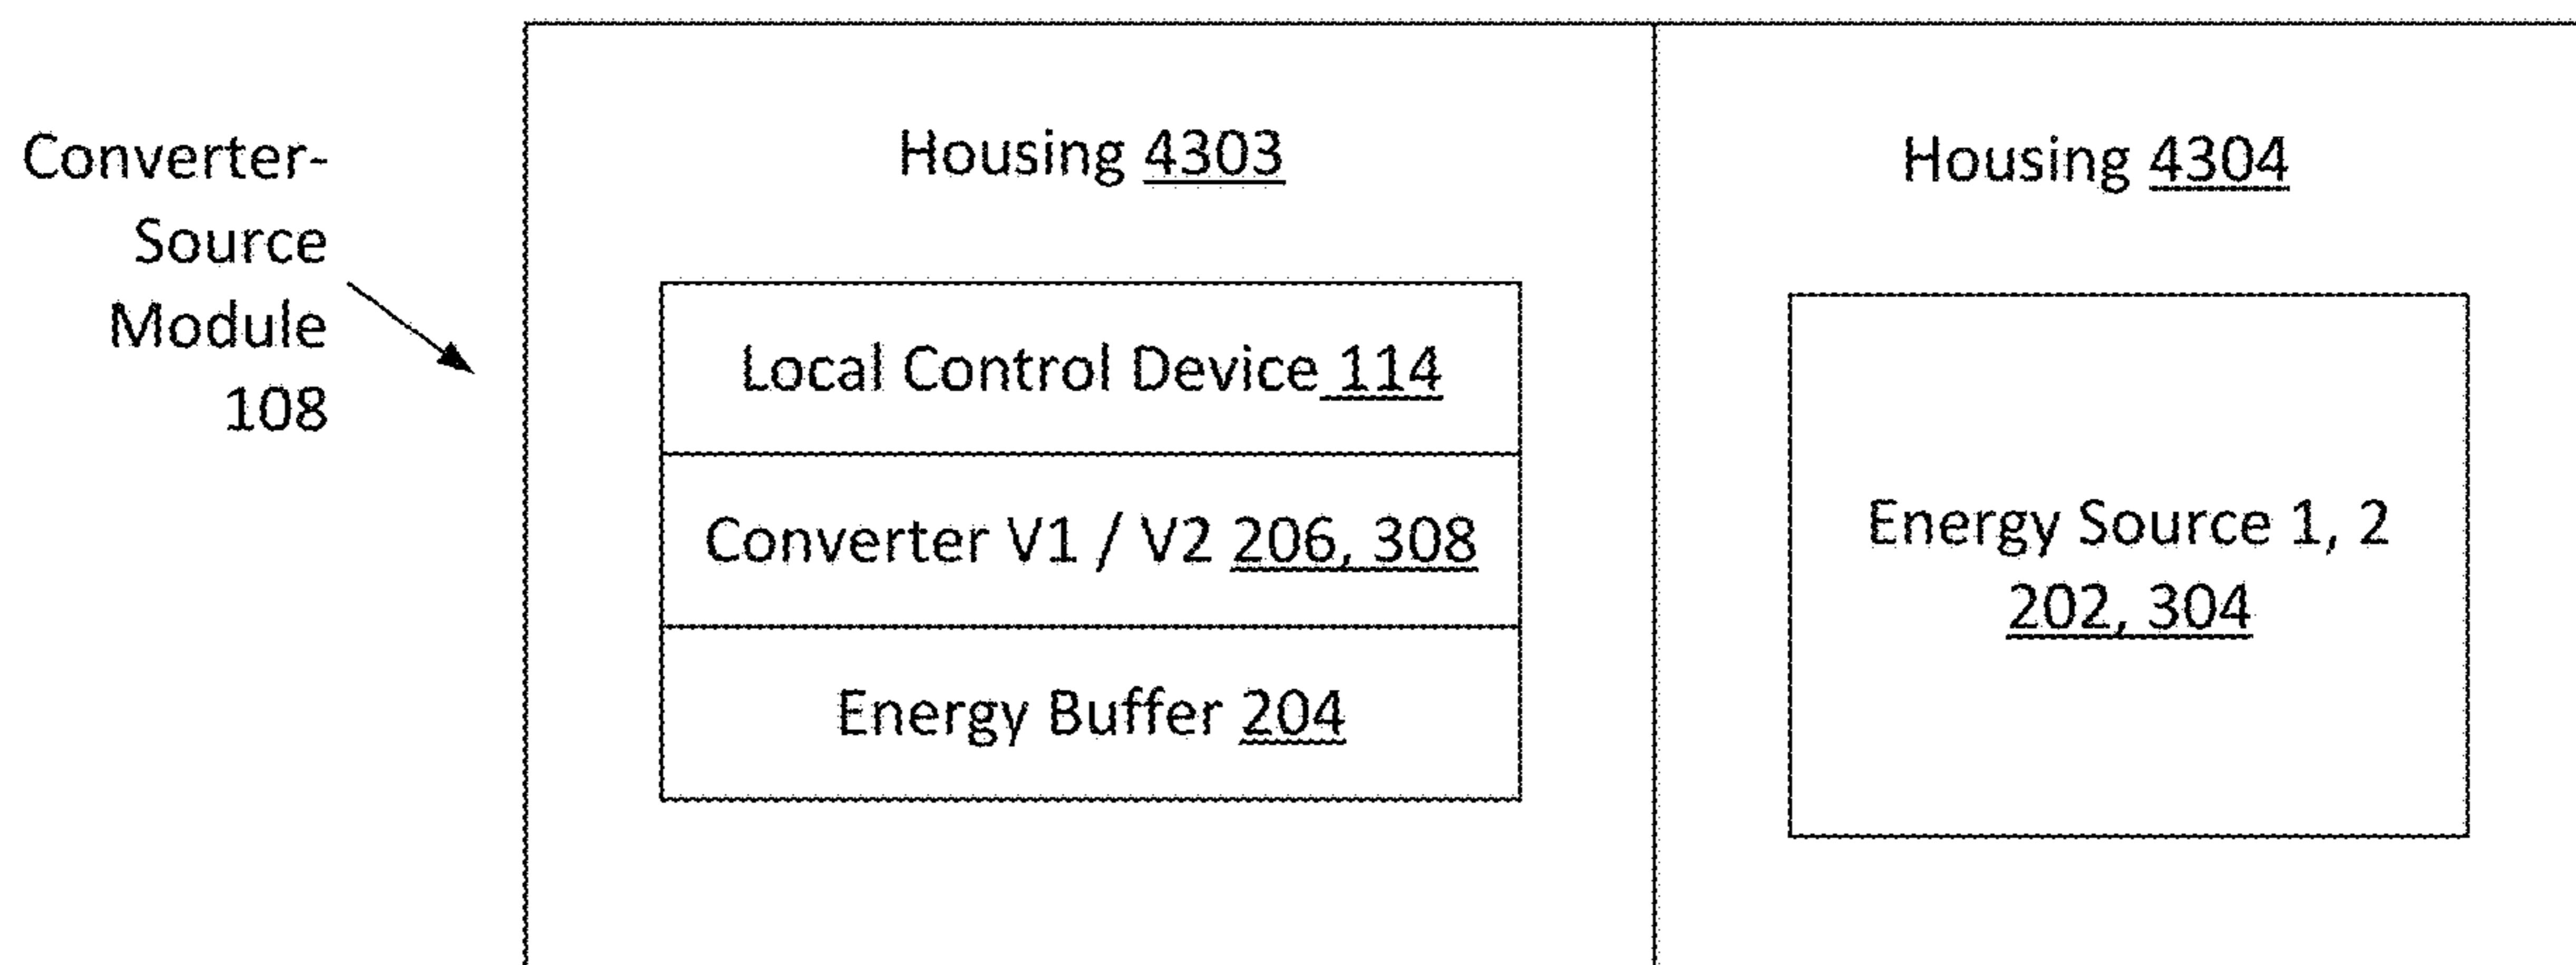 Converter-
Source
Module
108
Housing 4303
Local Control Device 114
Converter V1 / V2 206, 308
Energy Buffer 204
Housing 4304
Energy Source 1, 2
202, 304